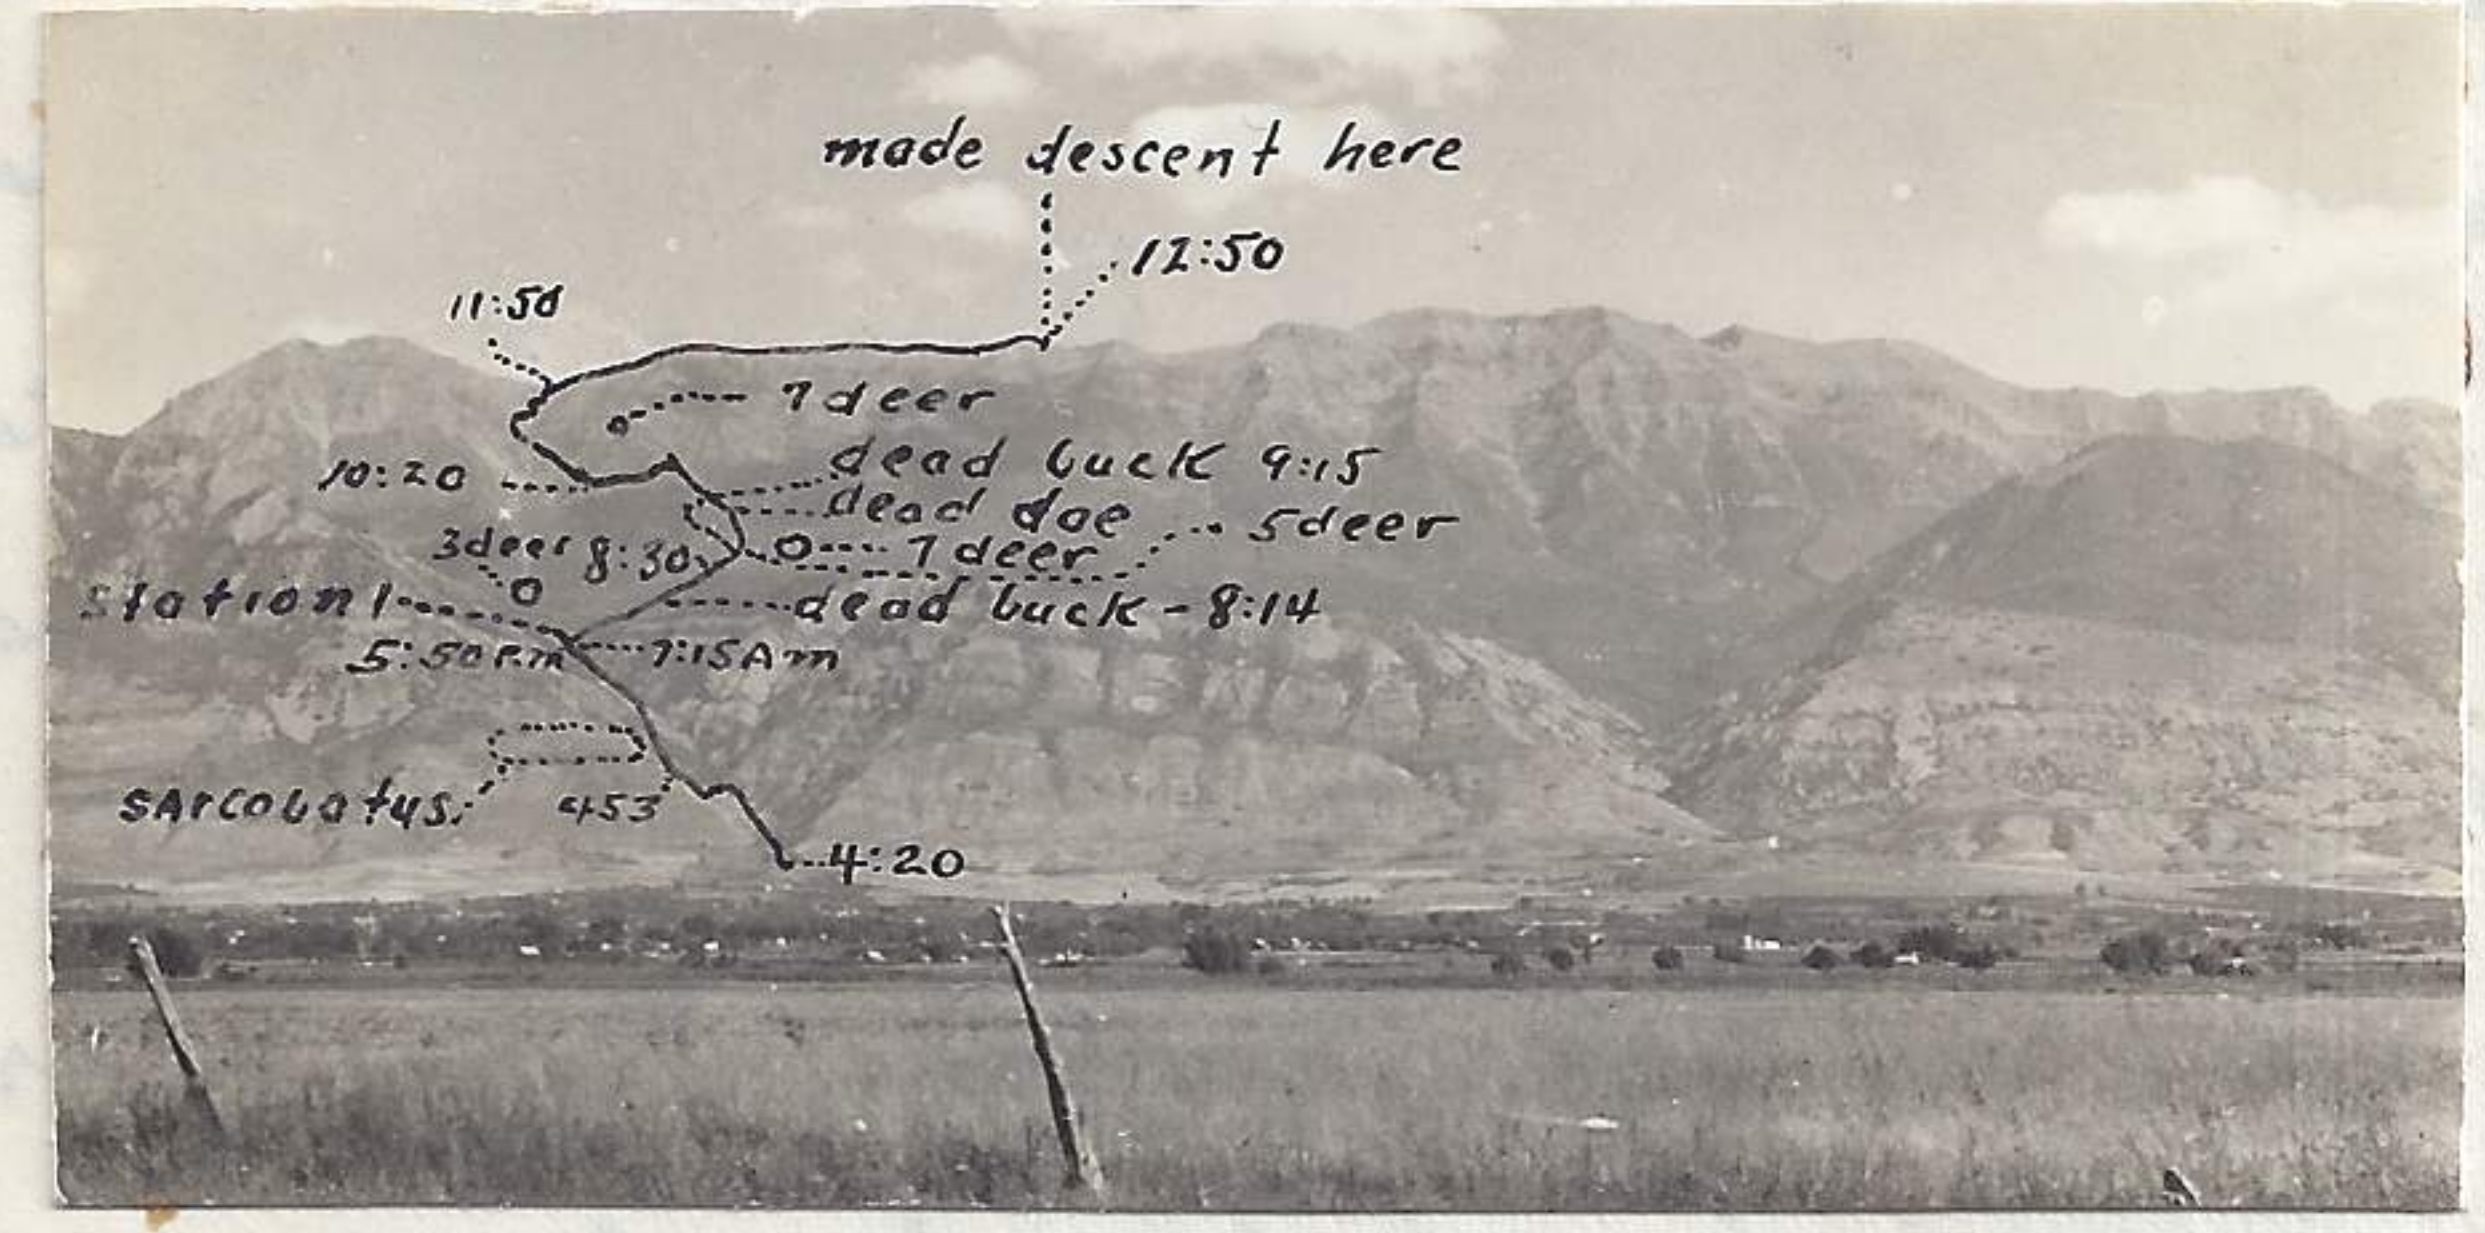 made descent here
12:50
11:50
7 deer
dead buck 9:15
10:20
dead doe
5 deer
3 deer 8:30
7 deer
station 1
dead buck - 8:14
5:50 P.m
7:15 Am
sarcobatus
453
4:20